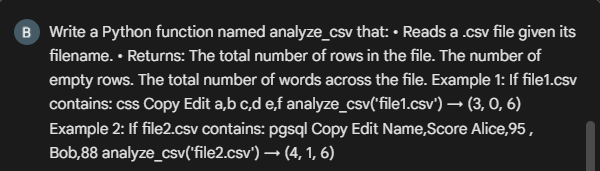 B Write a Python function named analyze_csv that: • Reads a .csv file given its
filename. • Returns: The total number of rows in the file. The number of
empty rows. The total number of words across the file. Example 1: If file1.csv
contains: css Copy Edit a,b c,d e,f analyze_csv('file1.csv') → (3, 0, 6)
Example 2: If file2.csv contains: pgsql Copy Edit Name,Score Alice,95 ,
Bob,88 analyze_csv('file2.csv') → (4, 1, 6)